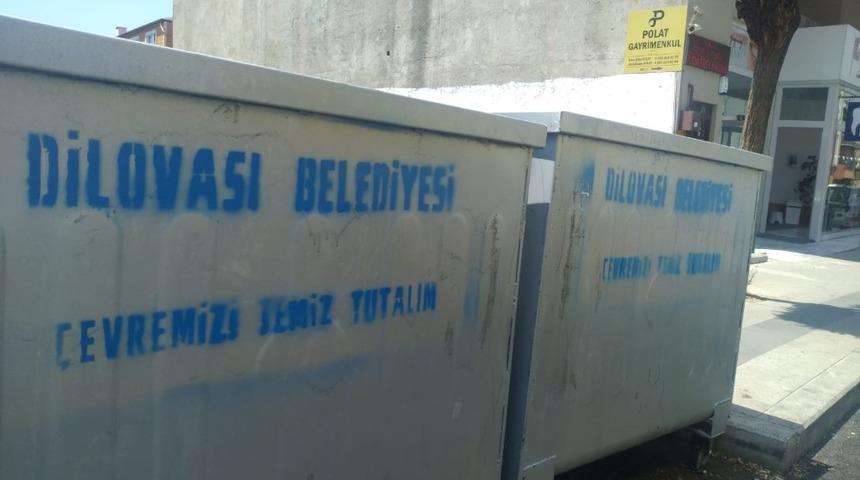 POLAT
GAYRİMENKUL
DİLOVASI BELEDİYESİ
ÇEVREMİZİ TEMİZ TUTALIM
DİLOVASI BELEDİYESİ
ÇEVREMİZİ TEMİZ TUTALIM